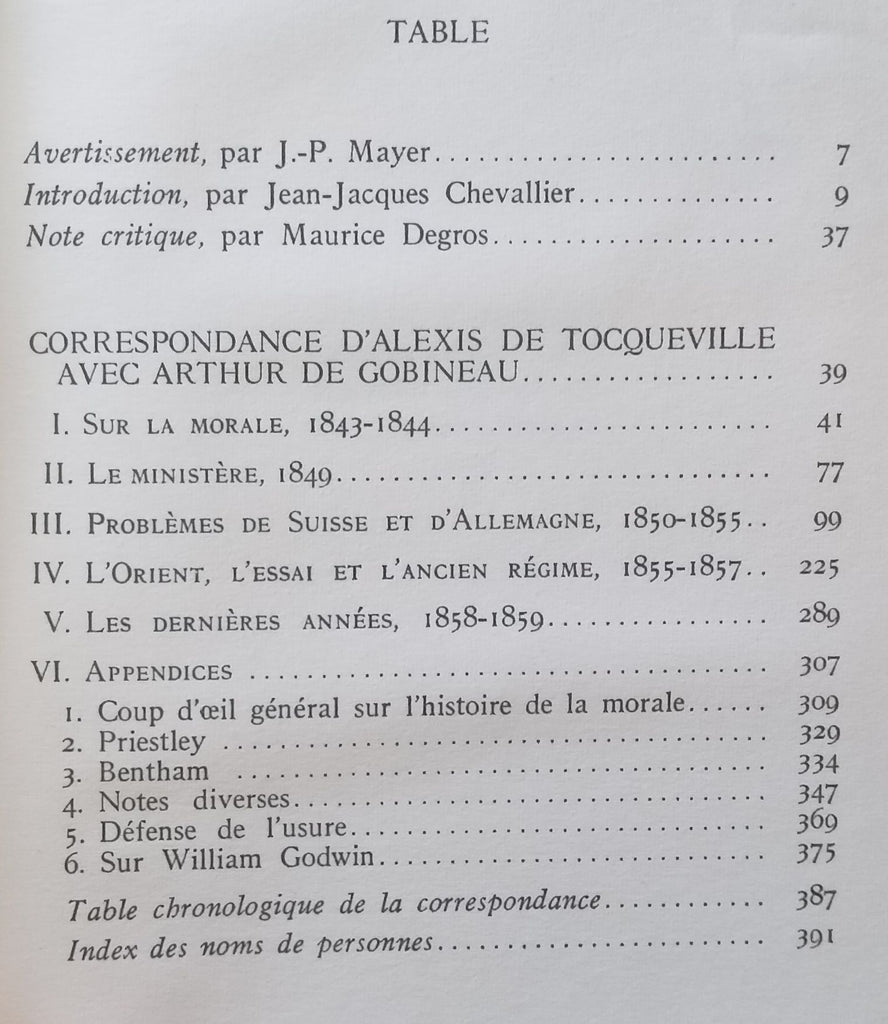 TABLE
Avertissement, par J.-P. Mayer........................ 7
Introduction, par Jean-Jacques Chevallier............... 9
Note critique, par Maurice Degros..................... 37
CORRESPONDANCE D'ALEXIS DE TOCQUEVILLE
AVEC ARTHUR DE GOBINEAU.................. 39
I. Sur la morale, 1843-1844......................... 41
II. Le ministère, 1849................................ 77
III. Problèmes de Suisse et d'Allemagne, 1850-1855.. 99
IV. L'Orient, l'essai et l'ancien régime, 1855-1857.. 225
V. Les dernières années, 1858-1859................. 289
VI. Appendices ..................................... 307
1. Coup d'œil général sur l'histoire de la morale...... 309
2. Priestley ........................................ 329
3. Bentham ....................................... 334
4. Notes diverses.................................. 347
5. Défense de l'usure.............................. 369
6. Sur William Godwin............................ 375
Table chronologique de la correspondance............. 387
Index des noms de personnes........................ 391